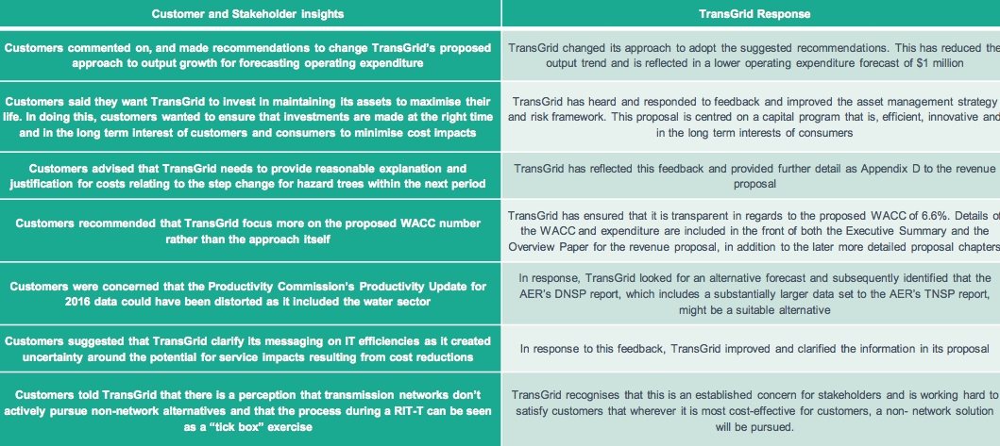 Customer and Stakeholder Insights
TransGrid Response
Customers commented on, and made recommendations to change TransGrid's proposed
approach to output growth for forecasting operating expenditure
TransGrid changed its approach to adopt the suggested recommendations. This has reduced the
output trend and is reflected in a lower operating expenditure forecast of $1 million
Customers said they want TransGrid to invest in maintaining its assets to maximise their
life. In doing this, customers wanted to ensure that investments are made at the right time
and in the long term interest of customers and consumers to minimise cost impacts
TransGrid has heard and responded to feedback and improved the asset management strategy
and risk framework. This proposal is centred on a capital program that is, efficient, innovative and
in the long term interests of consumers
Customers advised that TransGrid needs to provide reasonable explanation and
justification for costs relating to the step change for hazard trees within the next period
TransGrid has reflected this feedback and provided further detail as Appendix D to the revenue
proposal
Customers recommended that TransGrid focus more on the proposed WACC number
rather than the approach itself
TransGrid has ensured that it is transparent in regards to the proposed WACC of 6.6%. Details of
the WACC and expenditure are included in the front of both the Executive Summary and the
Overview Paper for the revenue proposal, in addition to the later more detailed proposal chapters
Customers were concerned that the Productivity Commission's Productivity Update for
2016 data could have been distorted as it included the water sector
In response, TransGrid looked for an alternative forecast and subsequently identified that the
AER's DNSP report, which includes a substantially larger data set to the AER's TNSP report,
might be a suitable alternative
Customers suggested that TransGrid clarify its messaging on IT efficiencies as it created
uncertainty around the potential for service impacts resulting from cost reductions
In response to this feedback, TransGrid improved and clarified the information in its proposal
Customers told TransGrid that there is a perception that transmission networks don't
actively pursue non-network alternatives and that the process during a RIT-T can be seen
as a "tick box" exercise
TransGrid recognises that this is an established concern for stakeholders and is working hard to
satisfy customers that wherever it is most cost-effective for customers, a non- network solution
will be pursued.